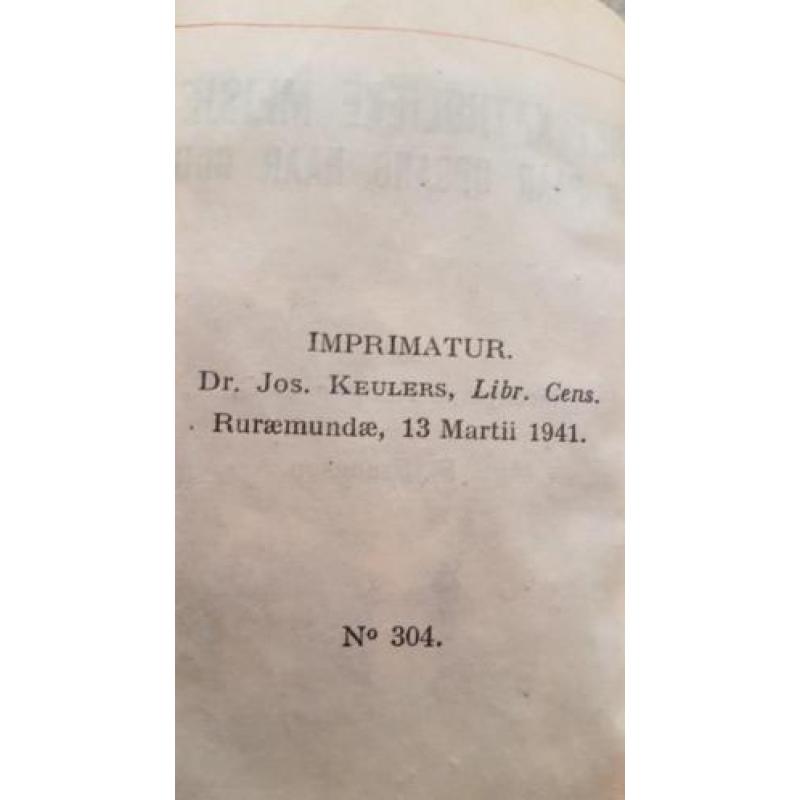 IMPRIMATUR.
Dr. Jos. KEULERS, Libr. Cens.
Ruræmundæ, 13 Martii 1941.
Nº 304.